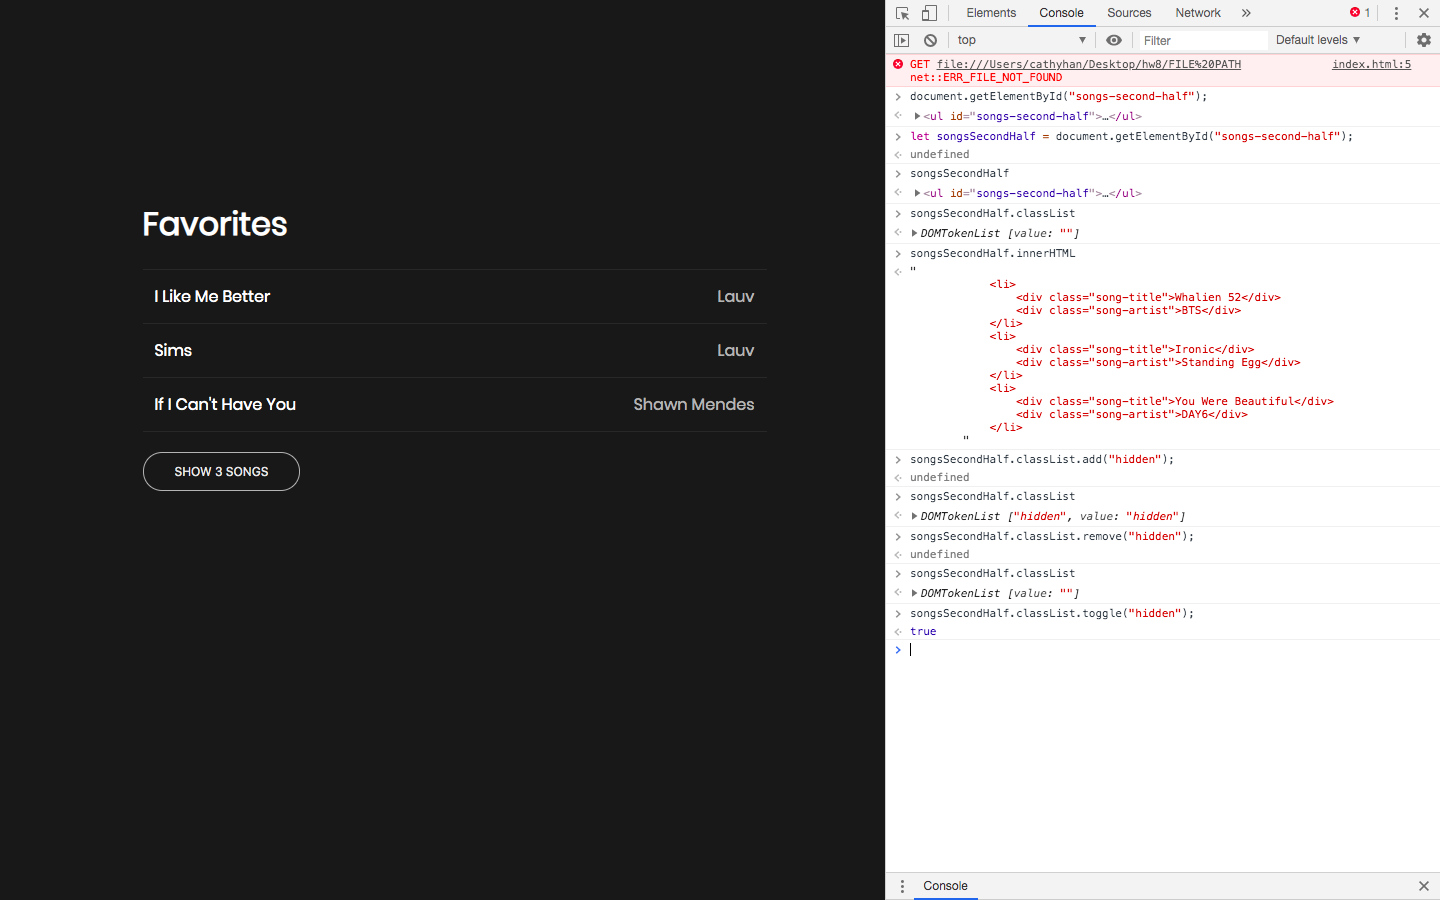 Favorites
I Like Me Better Lauv
Sims Lauv
If I Can't Have You Shawn Mendes
SHOW 3 SONGS
Elements Console Sources Network » 1
top Filter Default levels
GET file:///Users/cathyhan/Desktop/hw8/FILE%20PATH index.html:5
net::ERR_FILE_NOT_FOUND
document.getElementById("songs-second-half");
<ul id="songs-second-half">…</ul>
let songsSecondHalf = document.getElementById("songs-second-half");
undefined
songsSecondHalf
<ul id="songs-second-half">…</ul>
songsSecondHalf.classList
DOMTokenList [value: ""]
songsSecondHalf.innerHTML
"
<li>
<div class="song-title">Whalien 52</div>
<div class="song-artist">BTS</div>
</li>
<li>
<div class="song-title">Ironic</div>
<div class="song-artist">Standing Egg</div>
</li>
<li>
<div class="song-title">You Were Beautiful</div>
<div class="song-artist">DAY6</div>
</li>
"
songsSecondHalf.classList.add("hidden");
undefined
songsSecondHalf.classList
DOMTokenList ["hidden", value: "hidden"]
songsSecondHalf.classList.remove("hidden");
undefined
songsSecondHalf.classList
DOMTokenList [value: ""]
songsSecondHalf.classList.toggle("hidden");
true
Console